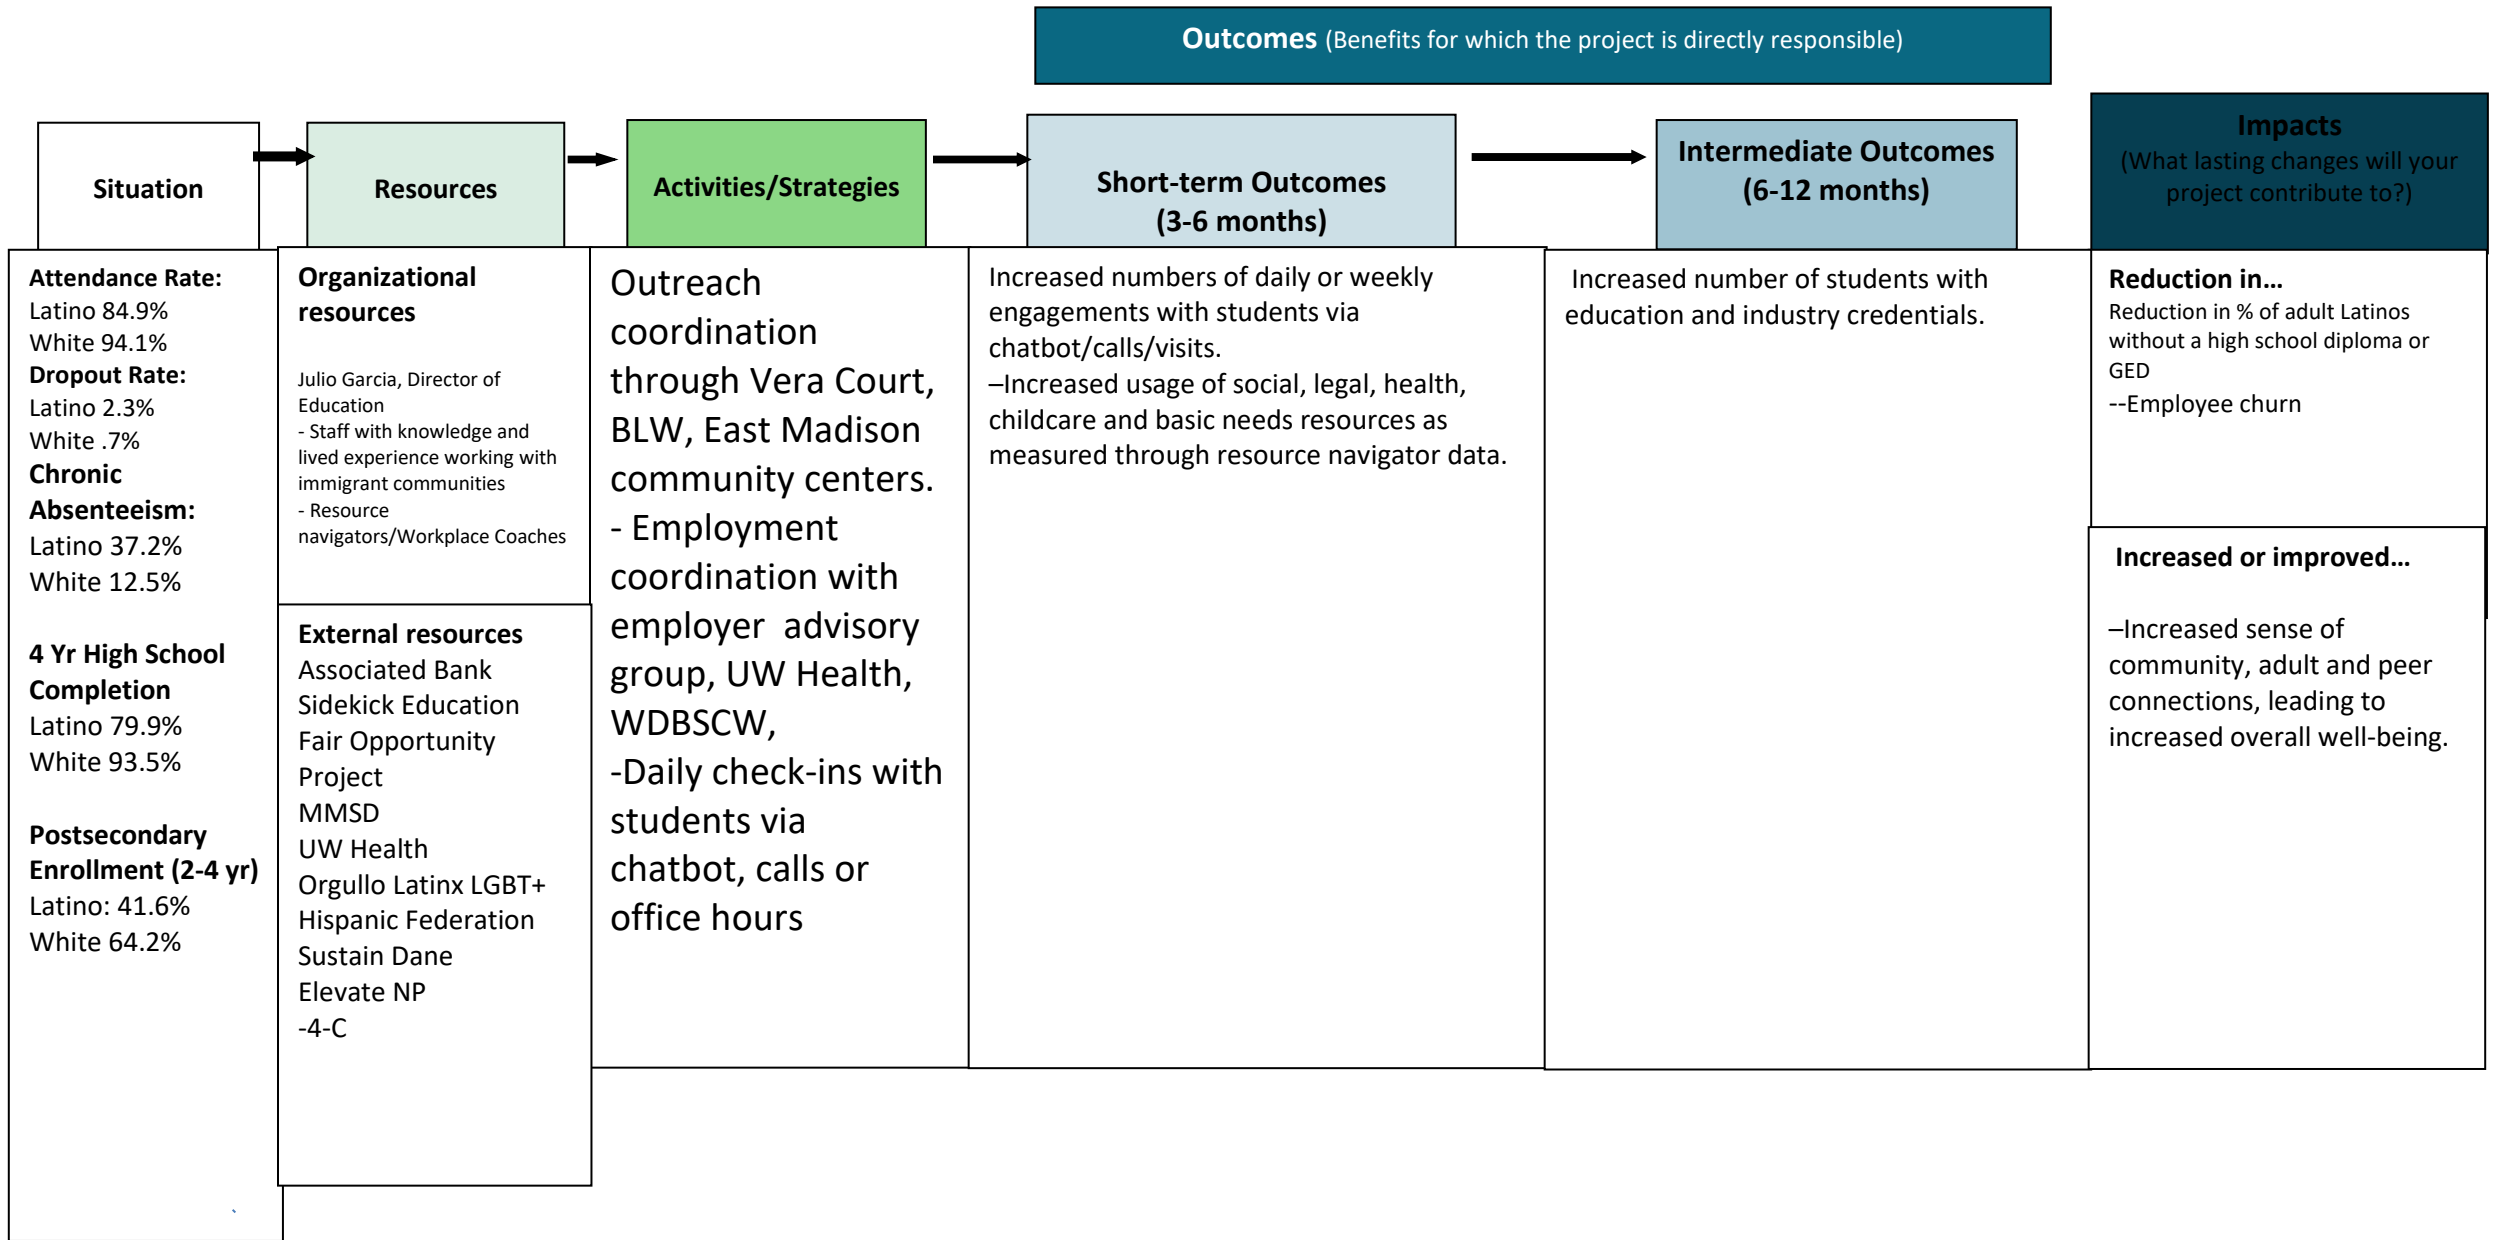 Outcomes (Benefits for which the project is directly responsible)
Situation
Resources
Activities/Strategies
Short-term Outcomes
(3-6 months)
Intermediate Outcomes
(6-12 months)
Impacts
(What lasting changes will your
project contribute to?)
Attendance Rate:
Latino 84.9%
White 94.1%
Dropout Rate:
Latino 2.3%
White .7%
Chronic
Absenteeism:
Latino 37.2%
White 12.5%
4 Yr High School
Completion
Latino 79.9%
White 93.5%
Postsecondary
Enrollment (2-4 yr)
Latino: 41.6%
White 64.2%
Organizational
resources
Julio Garcia, Director of
Education
- Staff with knowledge and
lived experience working with
immigrant communities
- Resource
navigators/Workplace Coaches
External resources
Associated Bank
Sidekick Education
Fair Opportunity
Project
MMSD
UW Health
Orgullo Latinx LGBT+
Hispanic Federation
Sustain Dane
Elevate NP
-4-C
Outreach
coordination
through Vera Court,
BLW, East Madison
community centers.
- Employment
coordination with
employer  advisory
group, UW Health,
WDBSCW,
-Daily check-ins with
students via
chatbot, calls or
office hours
Increased numbers of daily or weekly
engagements with students via
chatbot/calls/visits.
–Increased usage of social, legal, health,
childcare and basic needs resources as
measured through resource navigator data.
Increased number of students with
education and industry credentials.
Reduction in…
Reduction in % of adult Latinos
without a high school diploma or
GED
--Employee churn
Increased or improved…
–Increased sense of
community, adult and peer
connections, leading to
increased overall well-being.